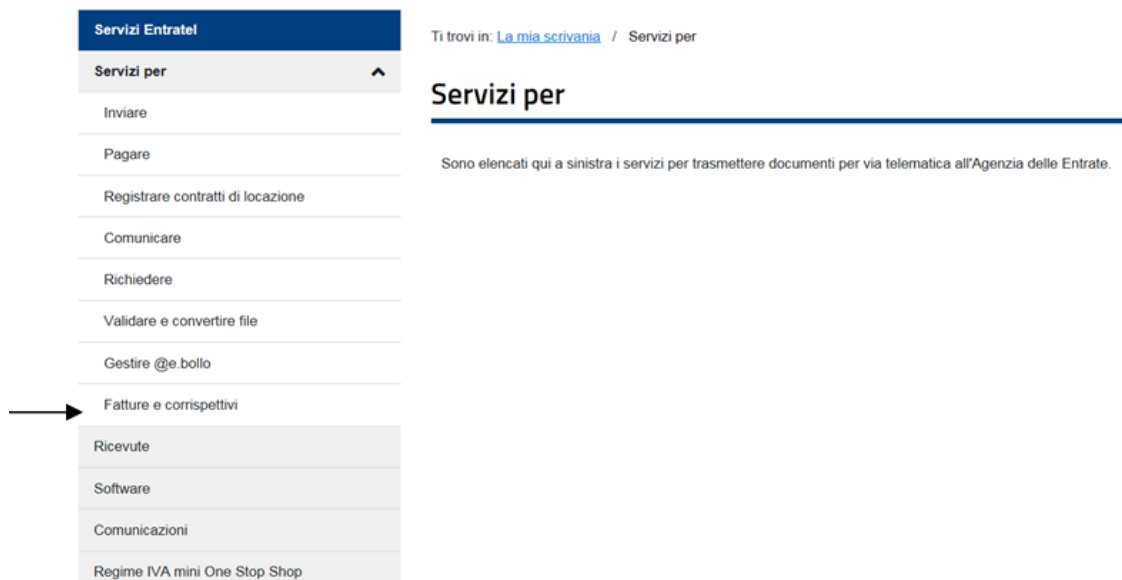 Servizi Entratel
Servizi per
Inviare
Pagare
Registrare contratti di locazione
Comunicare
Richiedere
Validare e convertire file
Gestire @e.bollo
Fatture e corrispettivi
Ricevute
Software
Comunicazioni
Regime IVA mini One Stop Shop
Ti trovi in: La mia scrivania / Servizi per
Servizi per
Sono elencati qui a sinistra i servizi per trasmettere documenti per via telematica all'Agenzia delle Entrate.